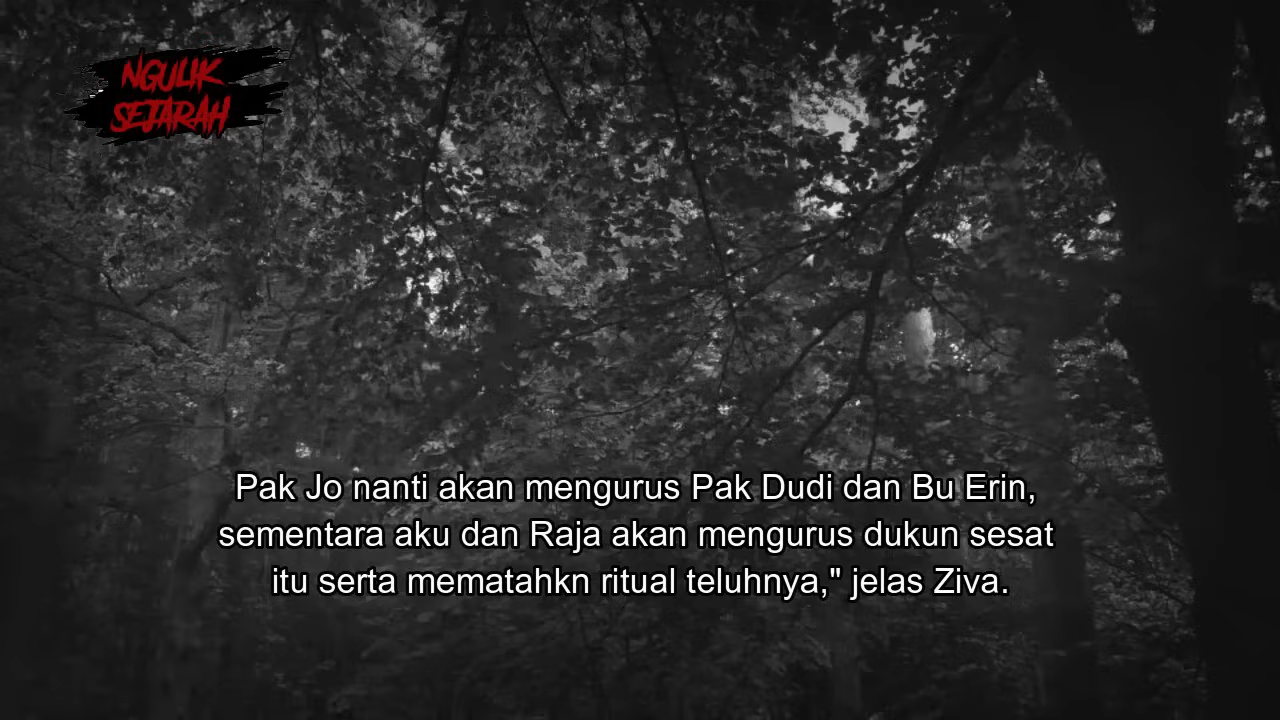 NGULIK
SEJARAH
Pak Jo nanti akan mengurus Pak Dudi dan Bu Erin,
sementara aku dan Raja akan mengurus dukun sesat
itu serta mematahkn ritual teluhnya," jelas Ziva.